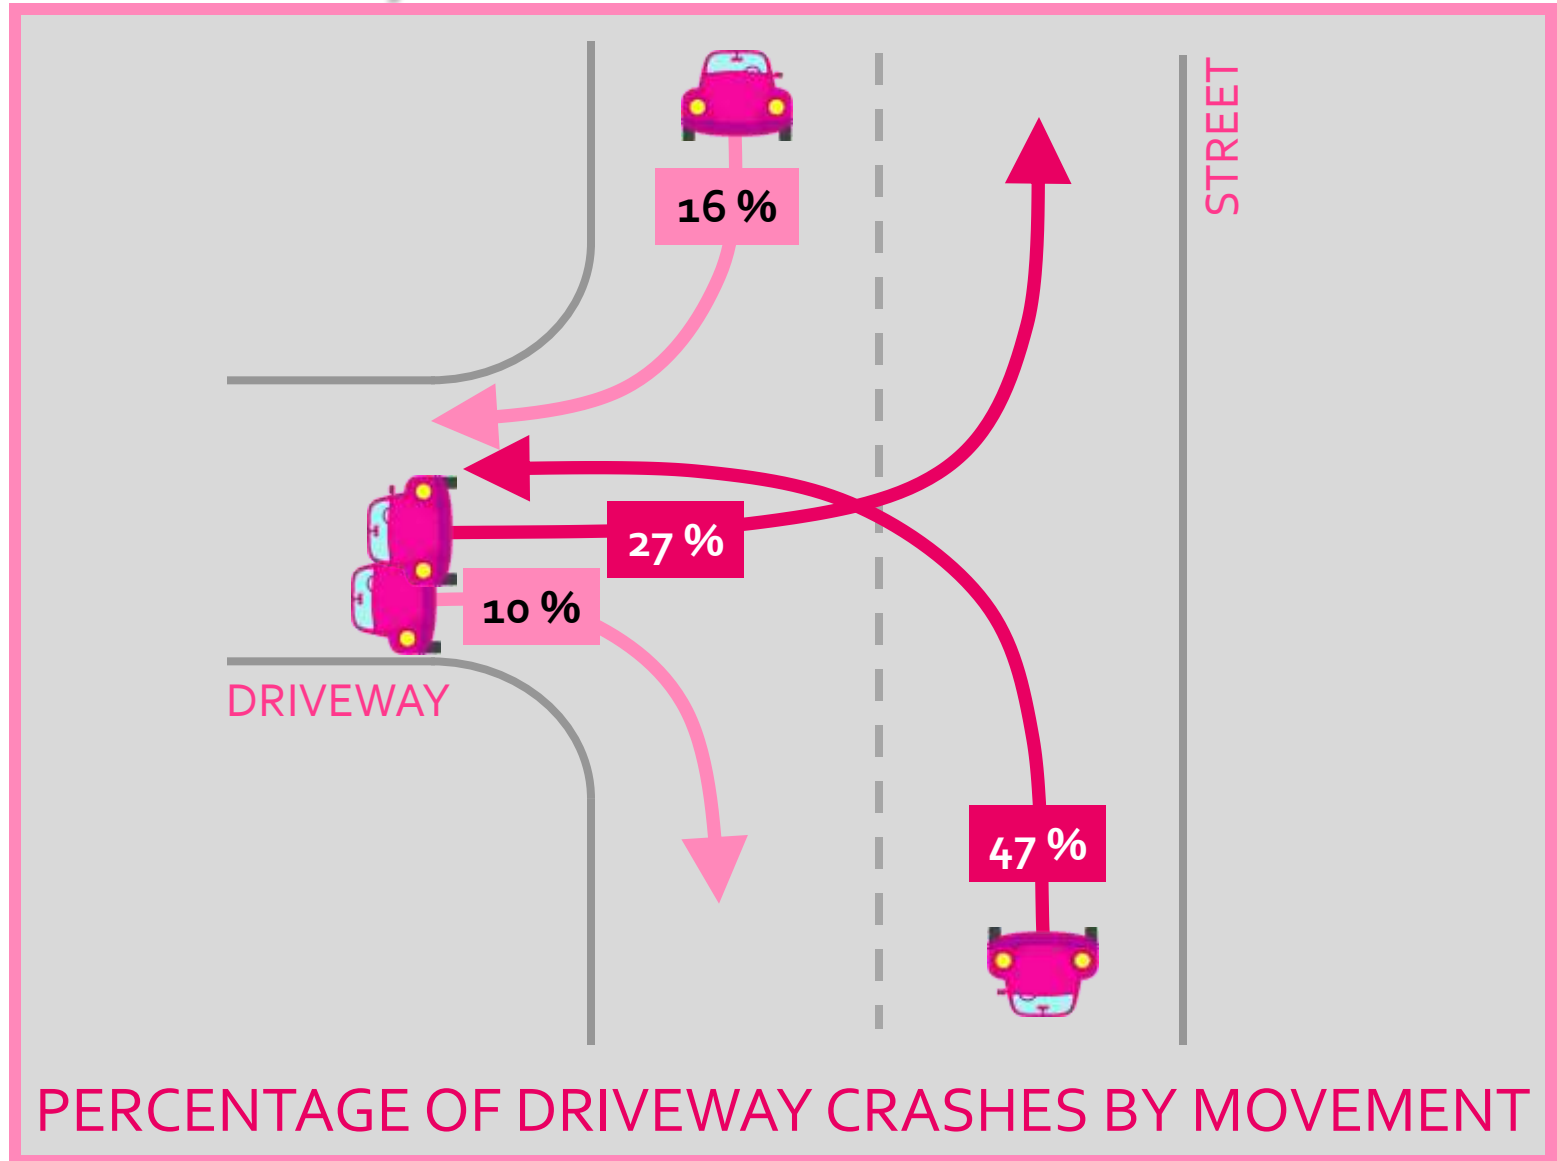 STREET
16 %
27 %
10 %
DRIVEWAY
47 %
PERCENTAGE OF DRIVEWAY CRASHES BY MOVEMENT